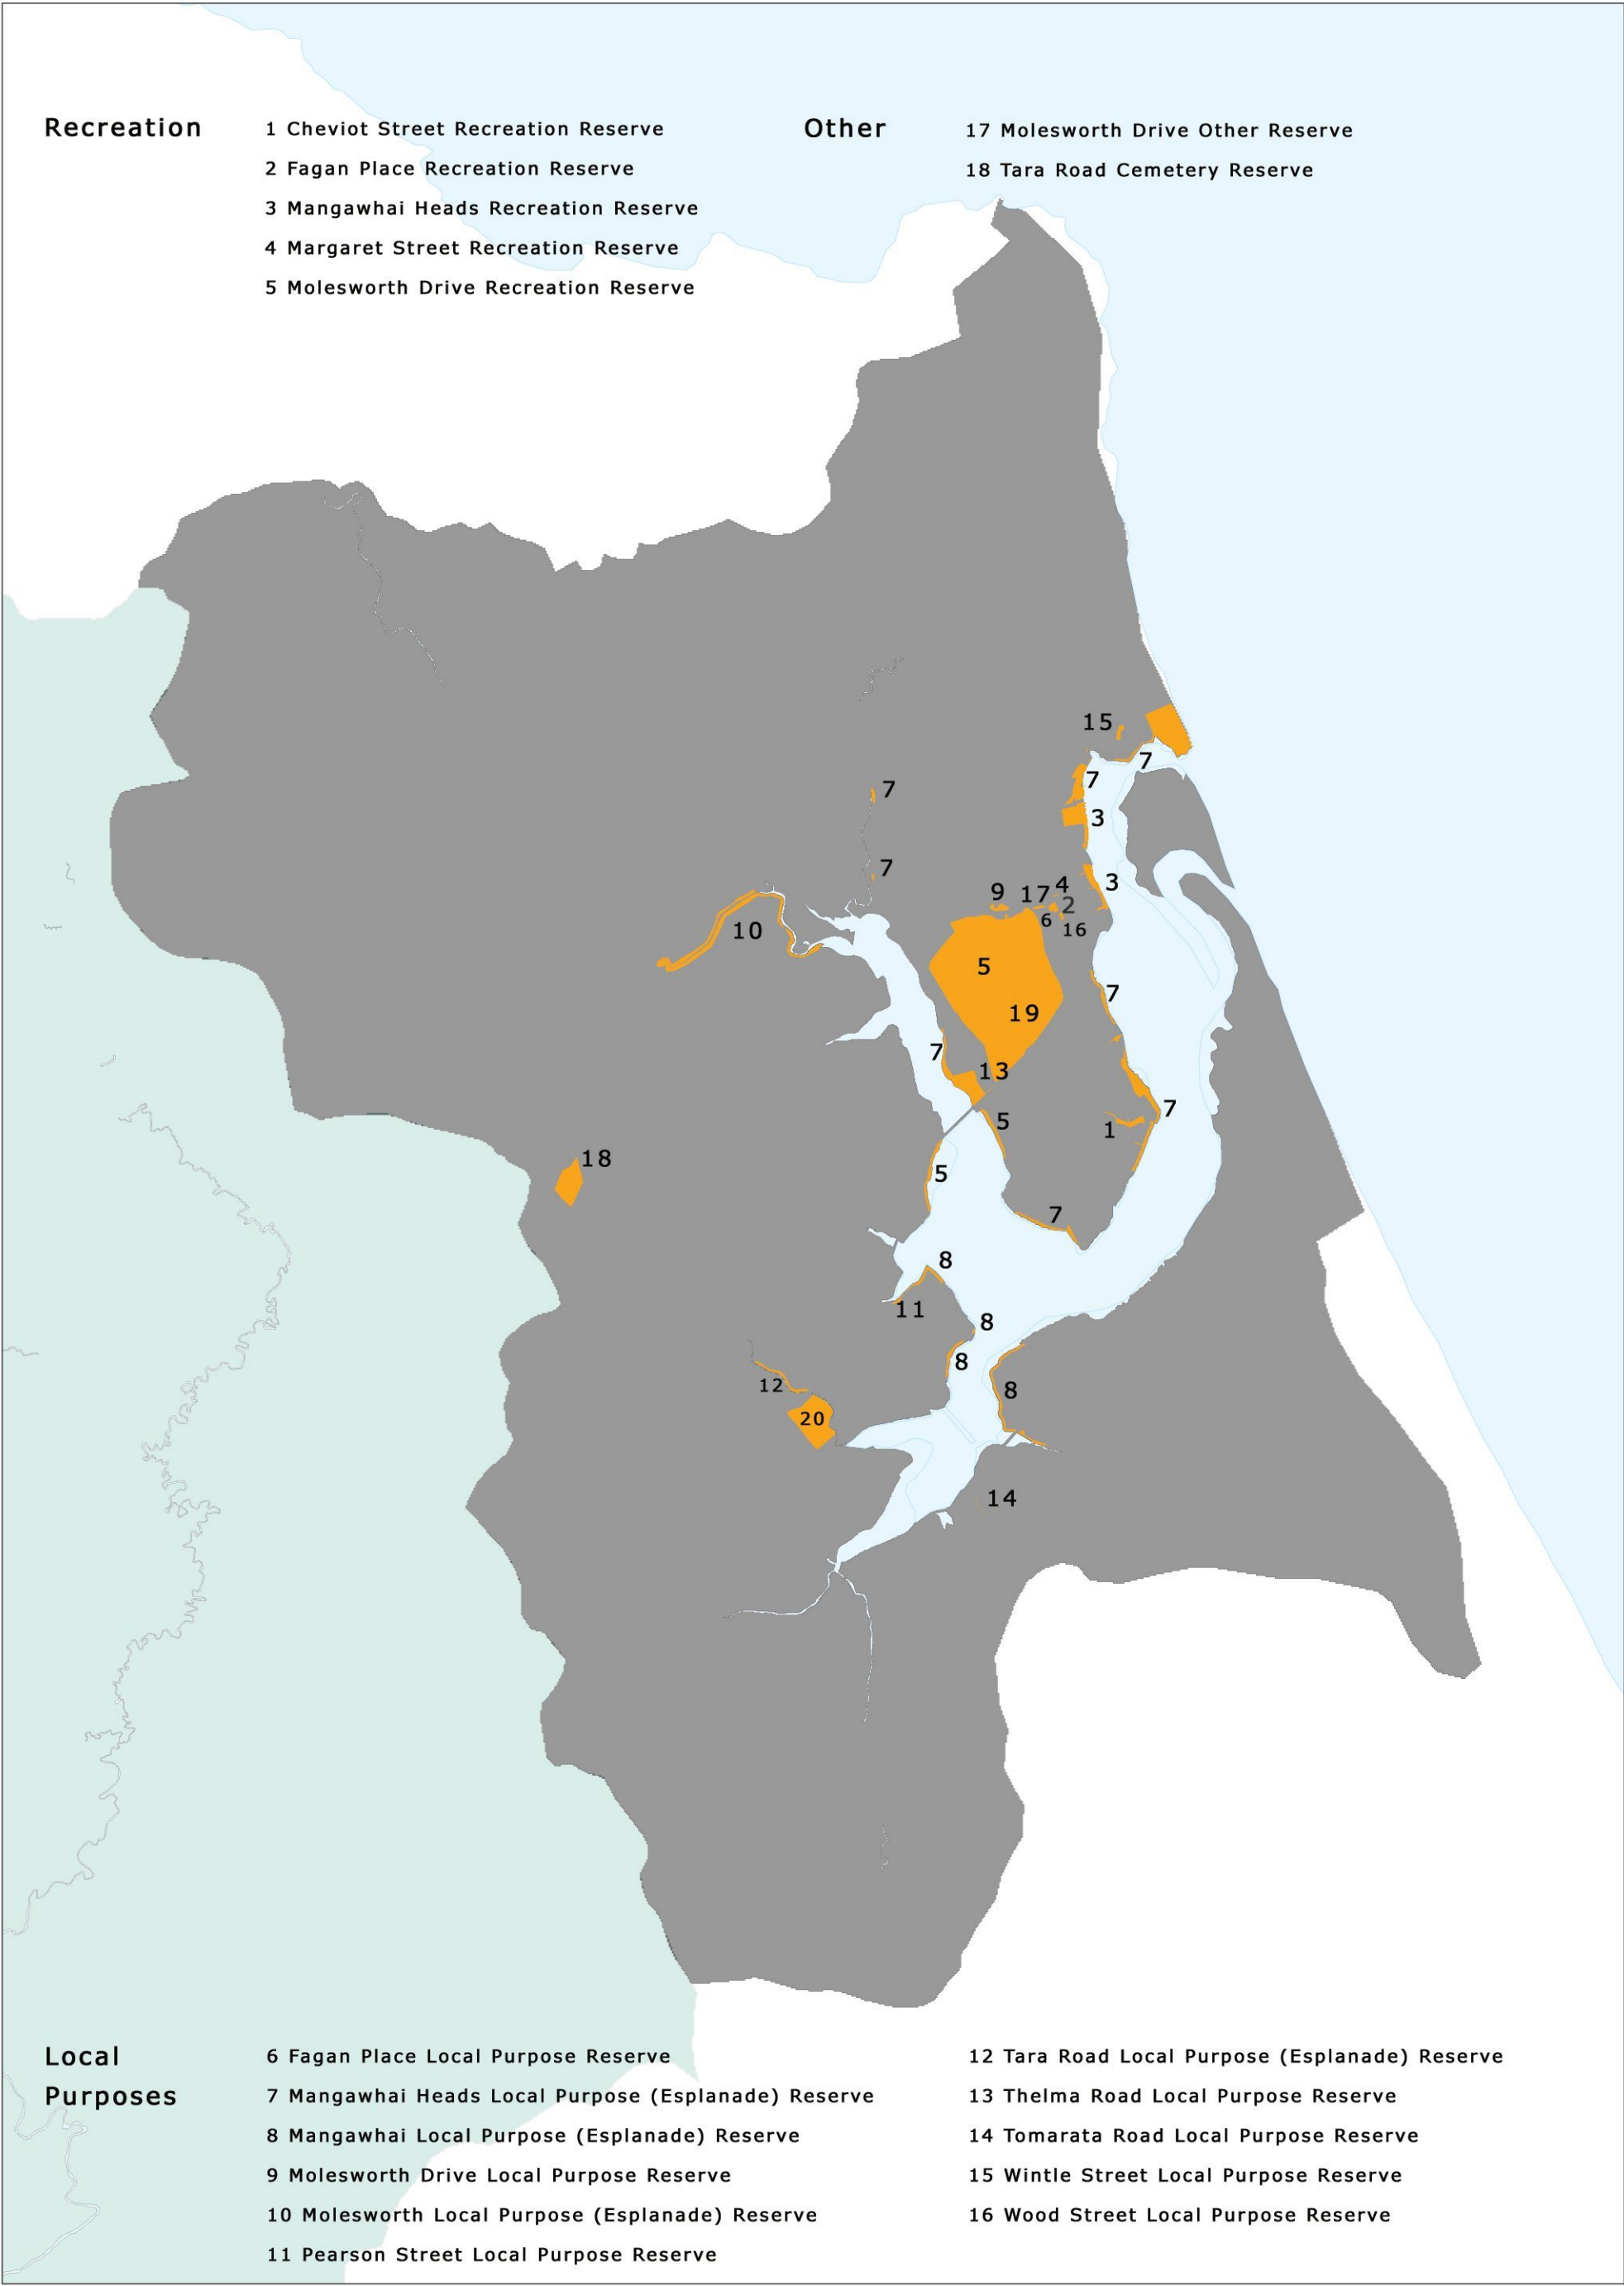 Recreation
1 Cheviot Street Recreation Reserve
2 Fagan Place Recreation Reserve
3 Mangawhai Heads Recreation Reserve
4 Margaret Street Recreation Reserve
5 Molesworth Drive Recreation Reserve
Other
17 Molesworth Drive Other Reserve
18 Tara Road Cemetery Reserve
15
7
7
7
3
7
3
9
17
4
2
6
16
10
5
7
19
7
13
5
7
1
18
5
7
8
11
8
8
12
8
20
14
Local
Purposes
6 Fagan Place Local Purpose Reserve
7 Mangawhai Heads Local Purpose (Esplanade) Reserve
8 Mangawhai Local Purpose (Esplanade) Reserve
9 Molesworth Drive Local Purpose Reserve
10 Molesworth Local Purpose (Esplanade) Reserve
11 Pearson Street Local Purpose Reserve
12 Tara Road Local Purpose (Esplanade) Reserve
13 Thelma Road Local Purpose Reserve
14 Tomarata Road Local Purpose Reserve
15 Wintle Street Local Purpose Reserve
16 Wood Street Local Purpose Reserve